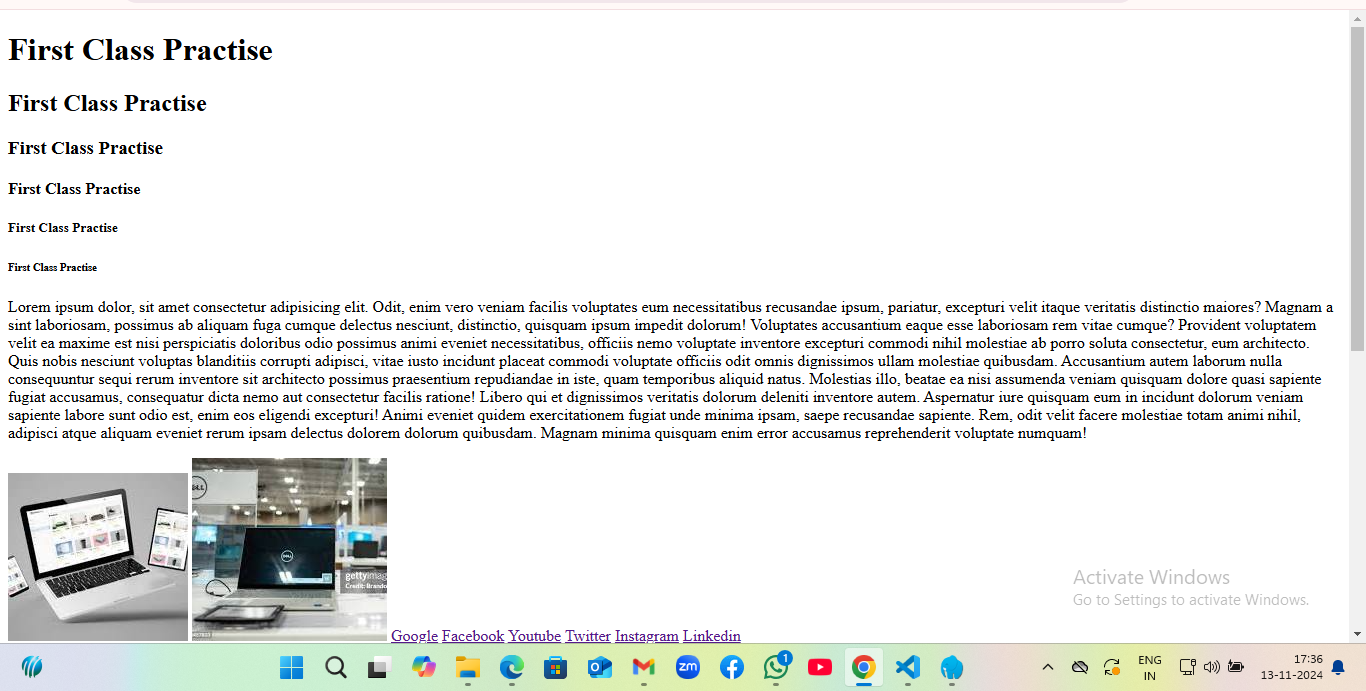 First Class Practise
First Class Practise
First Class Practise
First Class Practise
First Class Practise
First Class Practise
Lorem ipsum dolor, sit amet consectetur adipisicing elit. Odit, enim vero veniam facilis voluptates eum necessitatibus recusandae ipsum, pariatur, excepturi velit itaque veritatis distinctio maiores? Magnam a
sint laboriosam, possimus ab aliquam fuga cumque delectus nesciunt, distinctio, quisquam ipsum impedit dolorum! Voluptates accusantium eaque esse laboriosam rem vitae cumque? Provident voluptatem
velit ea maxime est nisi perspiciatis doloribus odio possimus animi eveniet necessitatibus, officiis nemo voluptate inventore excepturi commodi nihil molestiae ab porro soluta consectetur, eum architecto.
Quis nobis nesciunt voluptas blanditiis corrupti adipisci, vitae iusto incidunt placeat commodi voluptate officiis odit omnis dignissimos ullam molestiae quibusdam. Accusantium autem laborum nulla
consequuntur sequi rerum inventore sit architecto possimus praesentium repudiandae in iste, quam temporibus aliquid natus. Molestias illo, beatae ea nisi assumenda veniam quisquam dolore quasi sapiente
fugiat accusamus, consequatur dicta nemo aut consectetur facilis ratione! Libero qui et dignissimos veritatis dolorum deleniti inventore autem. Aspernatur iure quisquam eum in incidunt dolorum veniam
sapiente labore sunt odio est, enim eos eligendi excepturi! Animi eveniet quidem exercitationem fugiat unde minima ipsam, saepe recusandae sapiente. Rem, odit velit facere molestiae totam animi nihil,
adipisci atque aliquam eveniet rerum ipsam delectus dolorem dolorum quibusdam. Magnam minima quisquam enim error accusamus reprehenderit voluptate numquam!
DELL
gettyimag
Credit: Brando
Google Facebook Youtube Twitter Instagram Linkedin
Activate Windows
Go to Settings to activate Windows.
zm
1
ENG
IN
17:36
13-11-2024